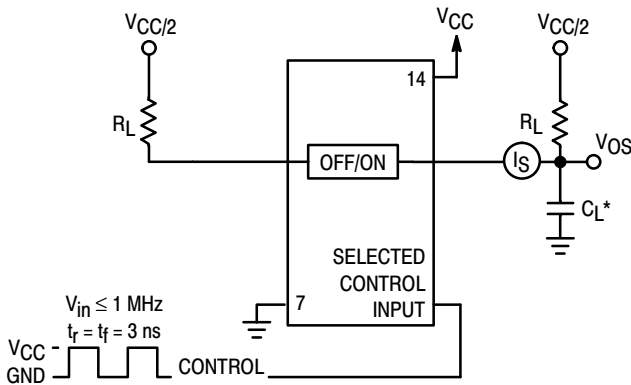 VCC/2
VCC
VCC/2
14
RL
RL
VOS
OFF/ON
IS
CL*
SELECTED
CONTROL
INPUT
7
Vin ≤ 1 MHz
tr = tf = 3 ns
VCC
GND
CONTROL